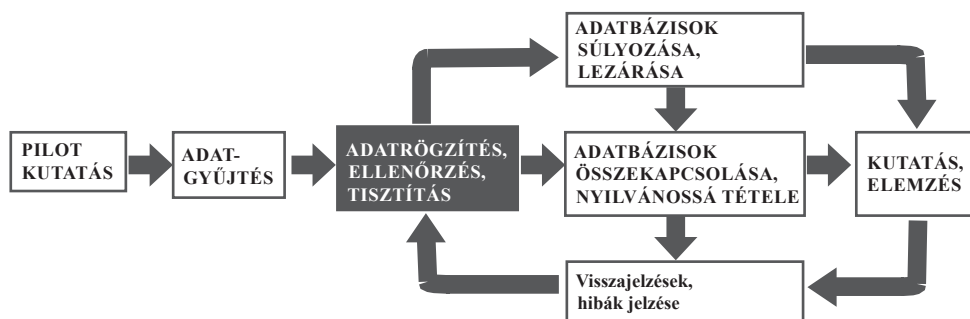 PILOT
KUTATÁS
ADAT-
GYŰJTÉS
ADATRÖGZÍTÉS,
ELLENŐRZÉS,
TISZTÍTÁS
ADATBÁZISOK
SÚLYOZÁSA,
LEZÁRÁSA
ADATBÁZISOK
ÖSSZEKAPCSOLÁSA,
NYILVÁNOSSÁ TÉTELE
Visszajelzések,
hibák jelzése
KUTATÁS,
ELEMZÉS